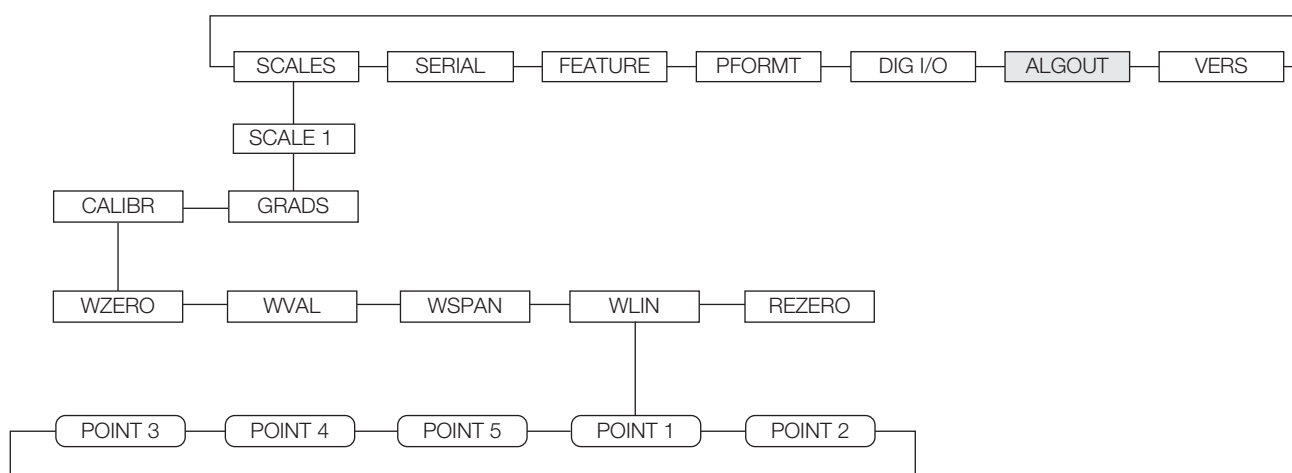 SCALES SERIAL FEATURE PFORMT DIG I/O ALGOUT VERS
SCALE 1
CALIBR GRADS
WZERO WVAL WSPAN WLIN REZERO
POINT 3 POINT 4 POINT 5 POINT 1 POINT 2